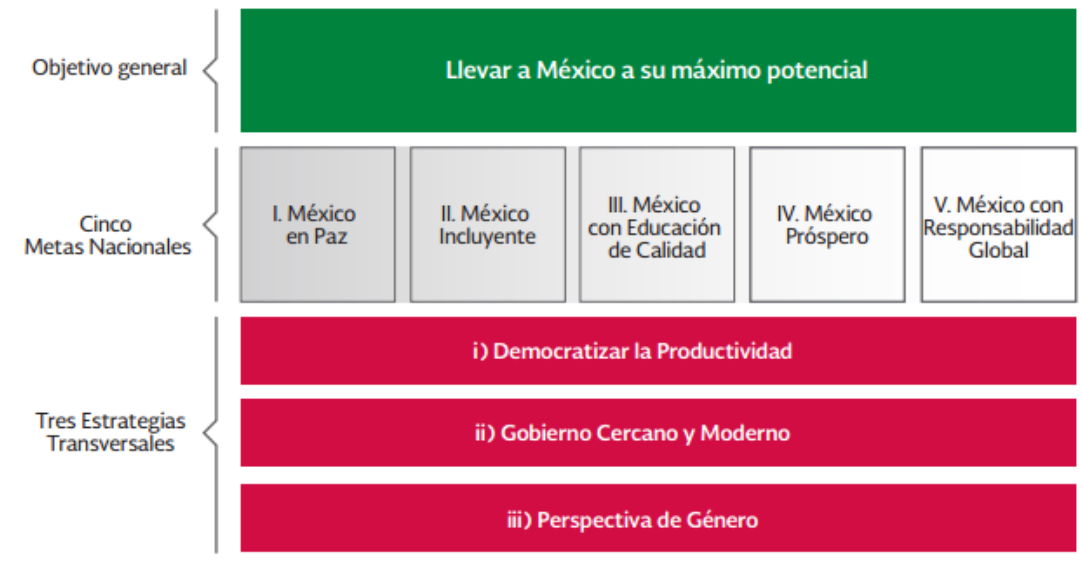 Objetivo general
Llevar a México a su máximo potencial
Cinco
Metas Nacionales
I. México
en Paz
II. México
Incluyente
III. México
con Educación
de Calidad
IV. México
Próspero
V. México con
Responsabilidad
Global
Tres Estrategias
Transversales
i) Democratizar la Productividad
ii) Gobierno Cercano y Moderno
iii) Perspectiva de Género